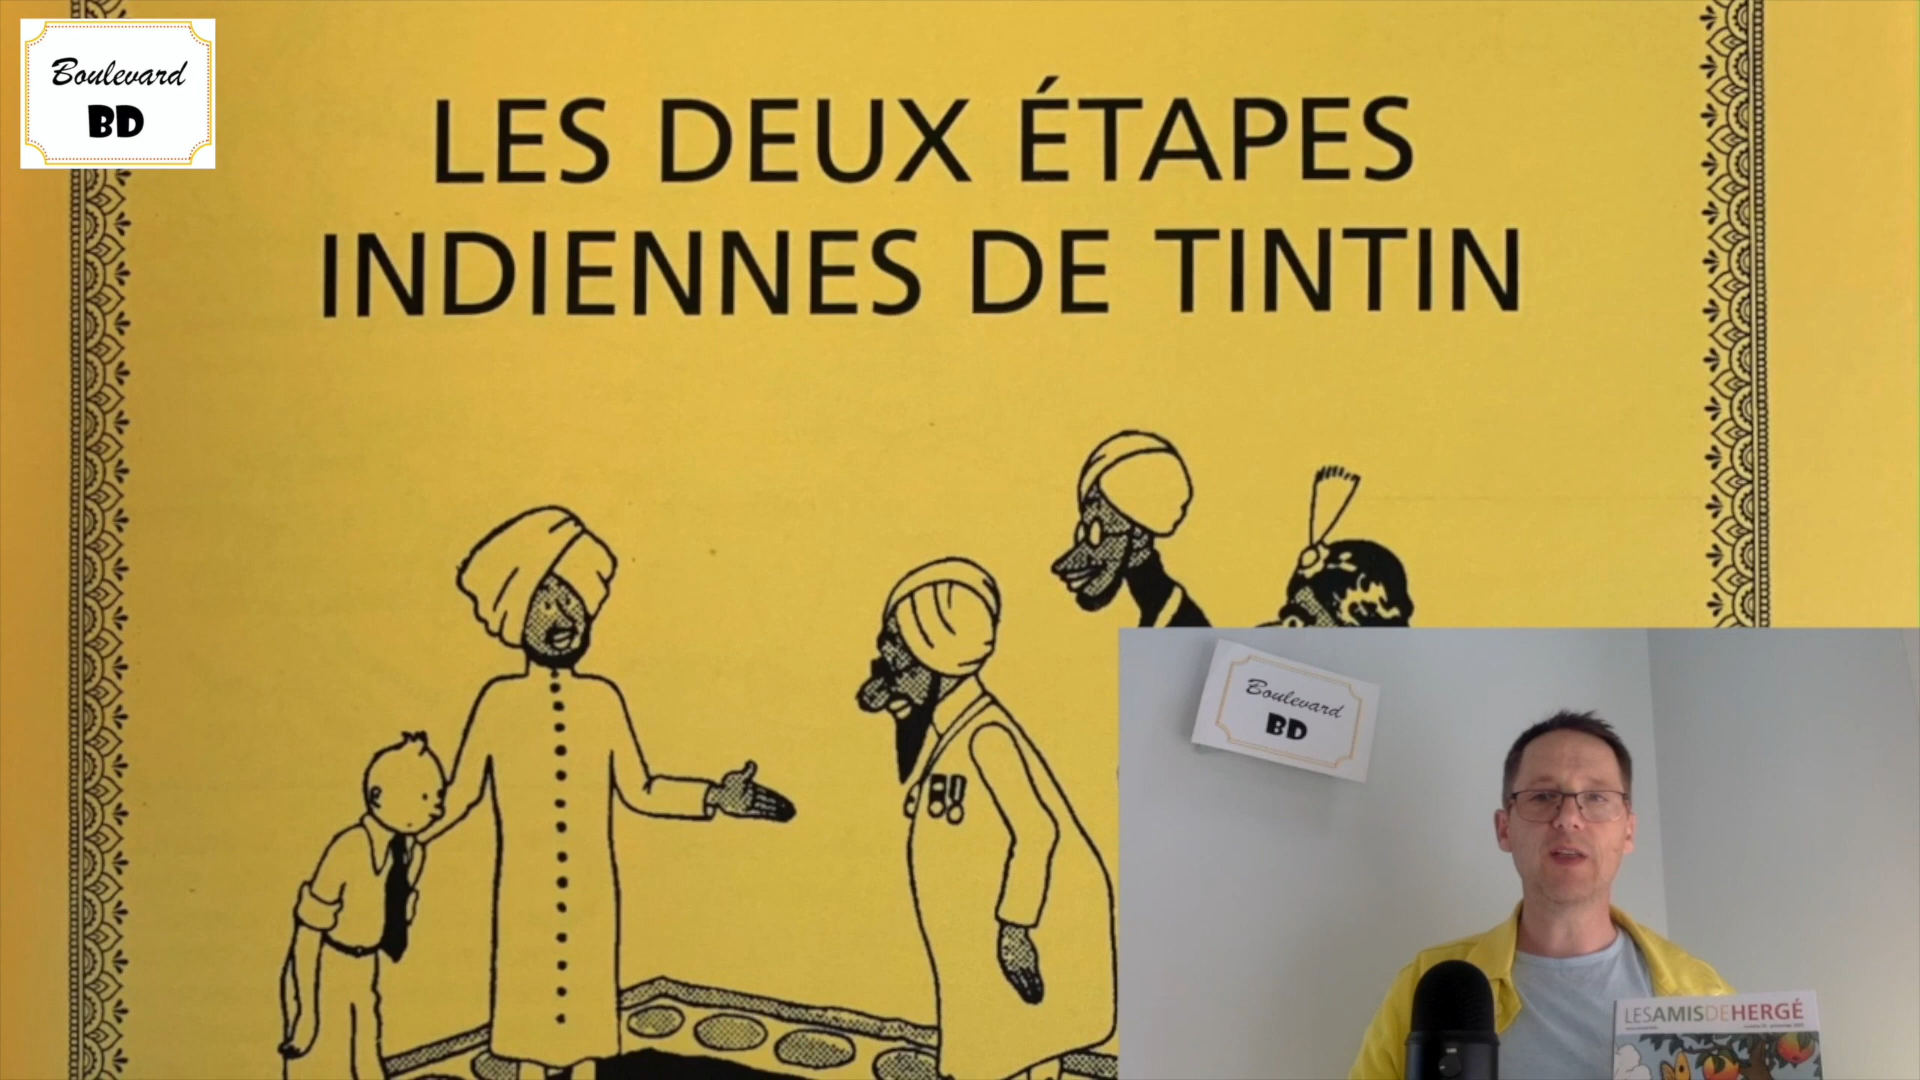 Boulevard
BD
LES DEUX ÉTAPES
INDIENNES DE TINTIN
Boulevard
BD
LESAMISDEHERGÉ